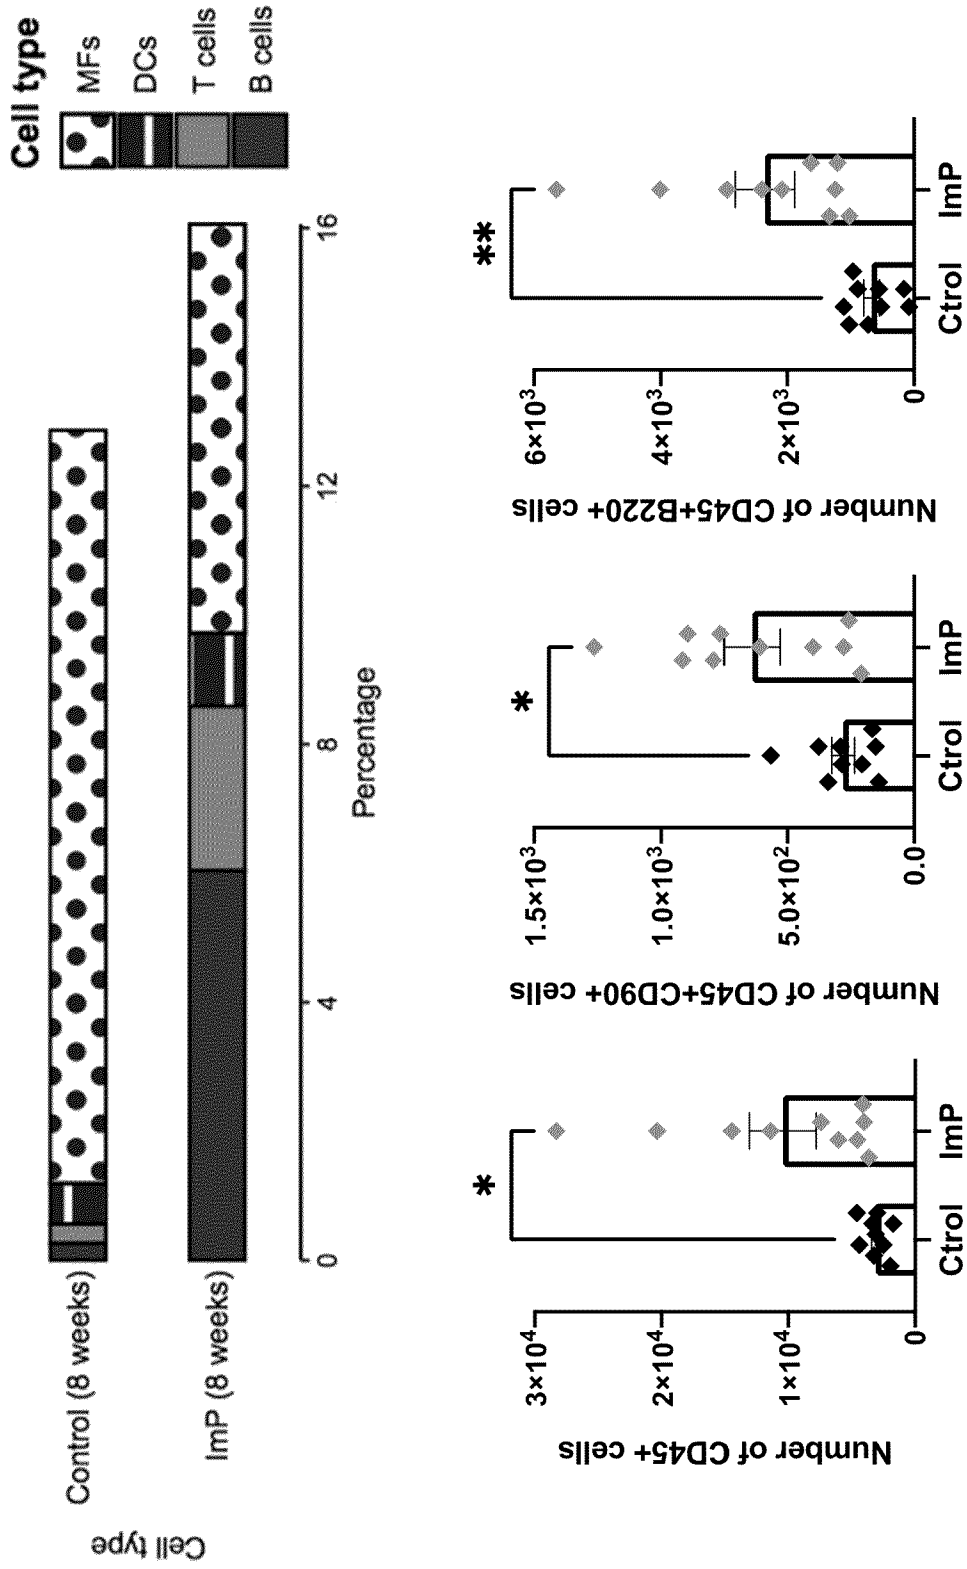 Cell type
MFs
DCs
T cells
B cells
Cell type
Control (8 weeks)
ImP (8 weeks)
0
4
8
12
16
Percentage
Number of CD45+ cells
3×10⁴
2×10⁴
1×10⁴
0
*
Ctrol
ImP
Number of CD45+CD90+ cells
1.5×10³
1.0×10³
5.0×10²
0.0
*
Ctrol
ImP
Number of CD45+B220+ cells
6×10³
4×10³
2×10³
0
**
Ctrol
ImP